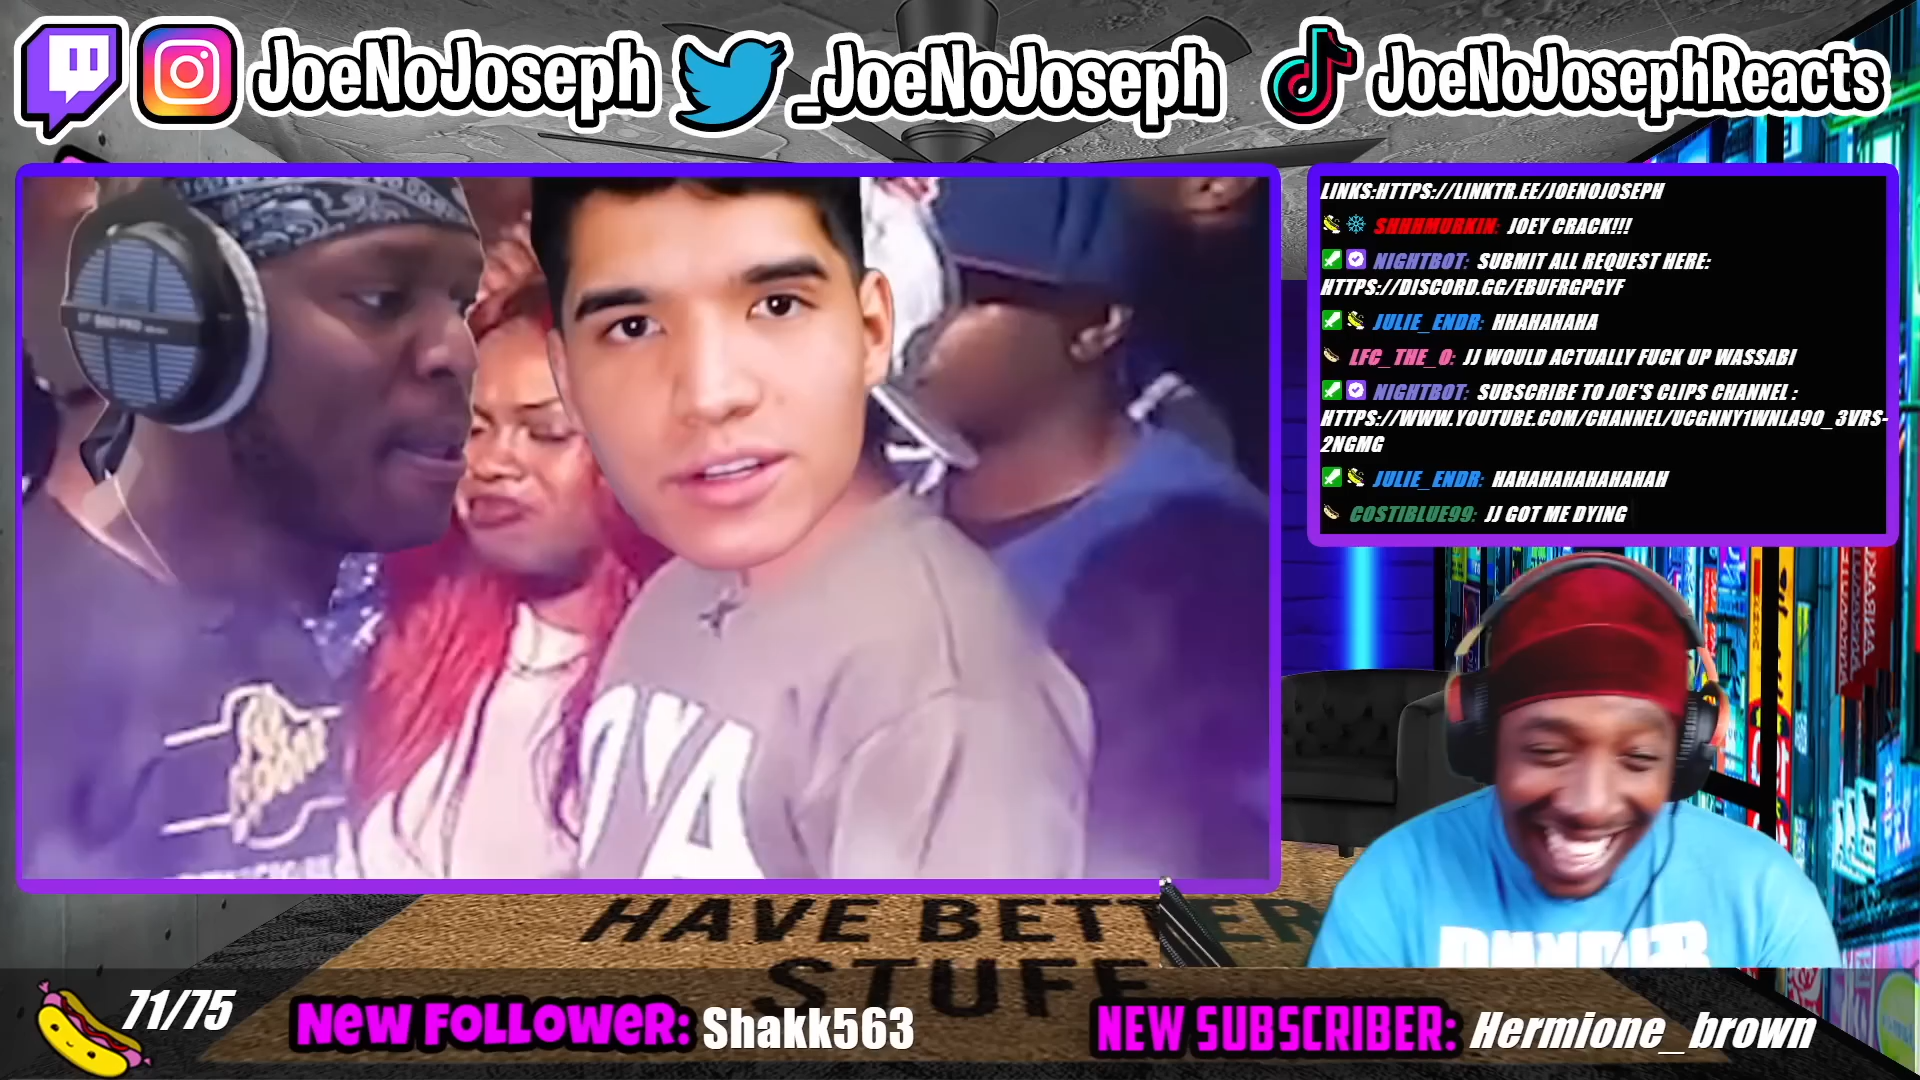 JoeNoJoseph
_JoeNoJoseph
JoeNoJosephReacts
LINKS:HTTPS://LINKTR.EE/JOENOJOSEPH
SHHHMURKIN: JOEY CRACK!!!
NIGHTBOT: SUBMIT ALL REQUEST HERE:
HTTPS://DISCORD.GG/EBUFRGPGYF
JULIE_ENDR: HHAHAHAHA
LFC_THE_O: JJ WOULD ACTUALLY FUCK UP WASSABI
NIGHTBOT: SUBSCRIBE TO JOE'S CLIPS CHANNEL :
HTTPS://WWW.YOUTUBE.COM/CHANNEL/UCGNNY1WNLA9O_3VRS-
2NGMG
JULIE_ENDR: HAHAHAHAHAHAHAH
COSTIBLUE99: JJ GOT ME DYING
HAVE BETTER
STUFF
71/75
NEW FOLLOWER: Shakk563
NEW SUBSCRIBER: Hermione_brown